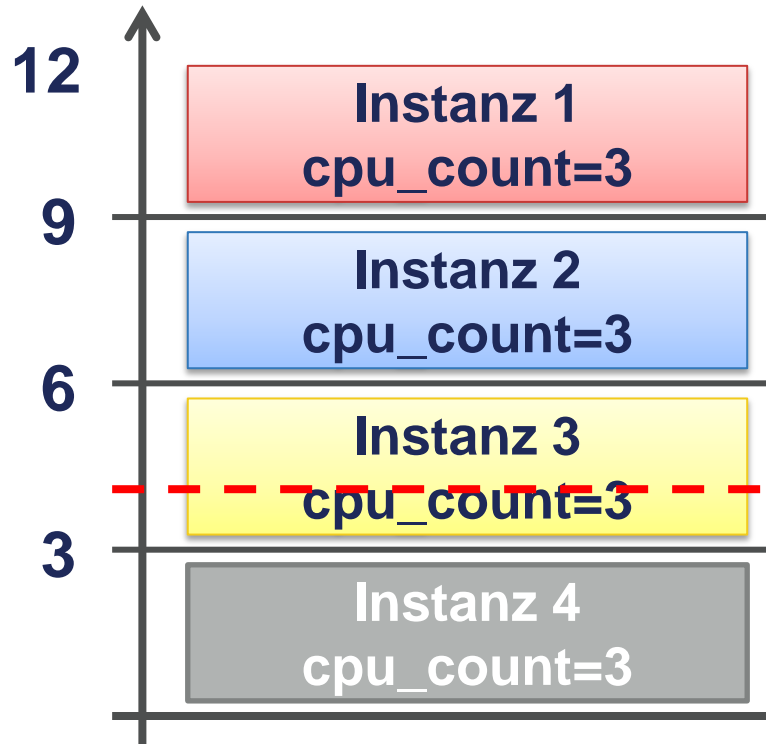 12
Instanz 1
cpu_count=3
9
Instanz 2
cpu_count=3
6
Instanz 3
cpu_count=3
3
Instanz 4
cpu_count=3